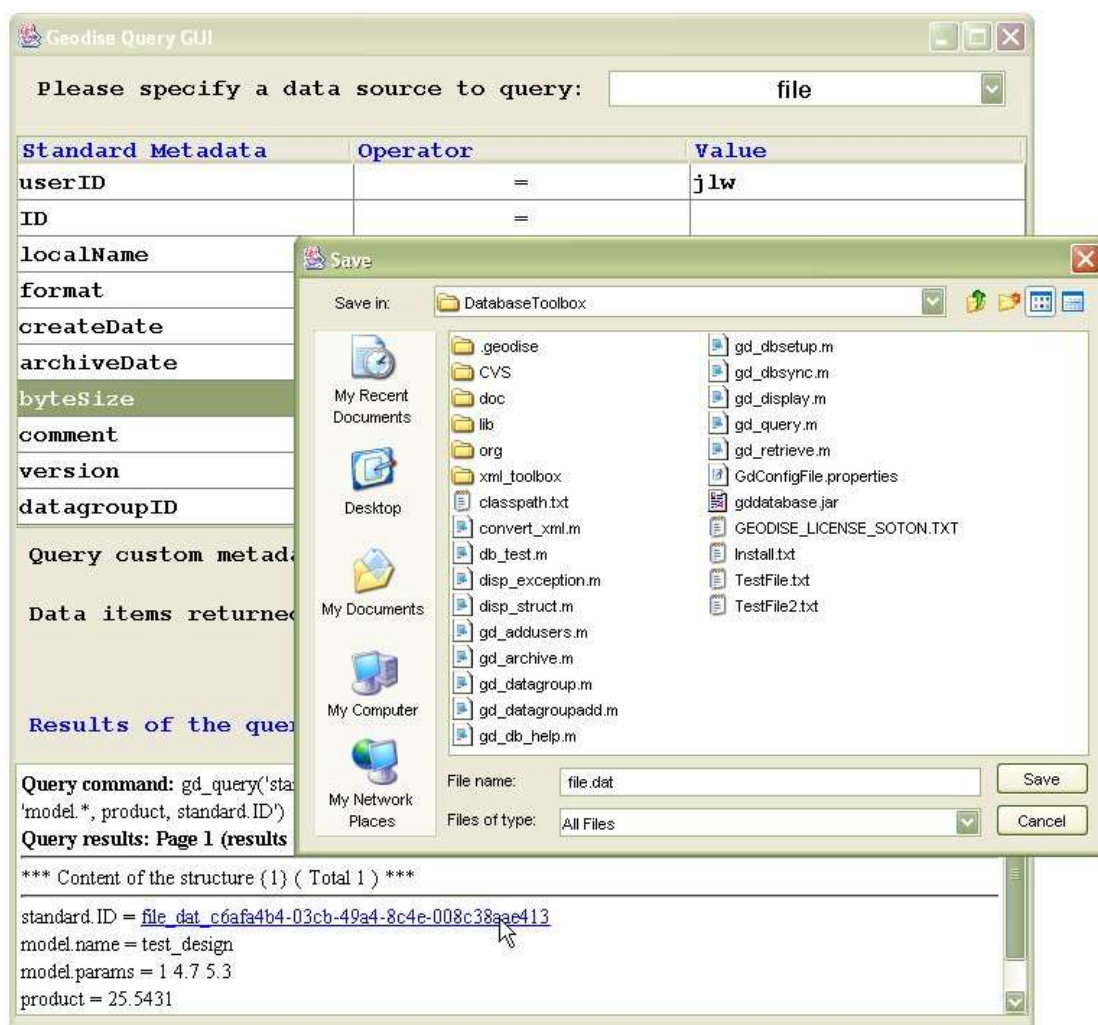 Geodise Query GUI
Please specify a data source to query: file
Standard Metadata Operator Value
userID = jlw
ID =
localName
format
createDate
archiveDate
byteSize
comment
version
datagroupID
Query custom metada
Data items returned
Results of the que
Query command: gd_query('sta
'model.*, product, standard.ID')
Query results: Page 1 (results
*** Content of the structure {1} ( Total 1 ) ***
standard.ID = file_dat_c6afa4b4-03cb-49a4-8c4e-008c38aae413
model.name = test_design
model.params = 1 4.7 5.3
product = 25.5431
Save
Save in: DatabaseToolbox
My Recent
Documents
Desktop
My Documents
My Computer
My Network
Places
.geodise
CVS
doc
lib
org
xml_toolbox
classpath.txt
convert_xml.m
db_test.m
disp_exception.m
disp_struct.m
gd_addusers.m
gd_archive.m
gd_datagroup.m
gd_datagroupadd.m
gd_db_help.m
gd_dbsetup.m
gd_dbsync.m
gd_display.m
gd_query.m
gd_retrieve.m
GdConfigFile.properties
gddatabase.jar
GEODISE_LICENSE_SOTON.TXT
Install.txt
TestFile.txt
TestFile2.txt
File name: file.dat Save
Files of type: All Files Cancel